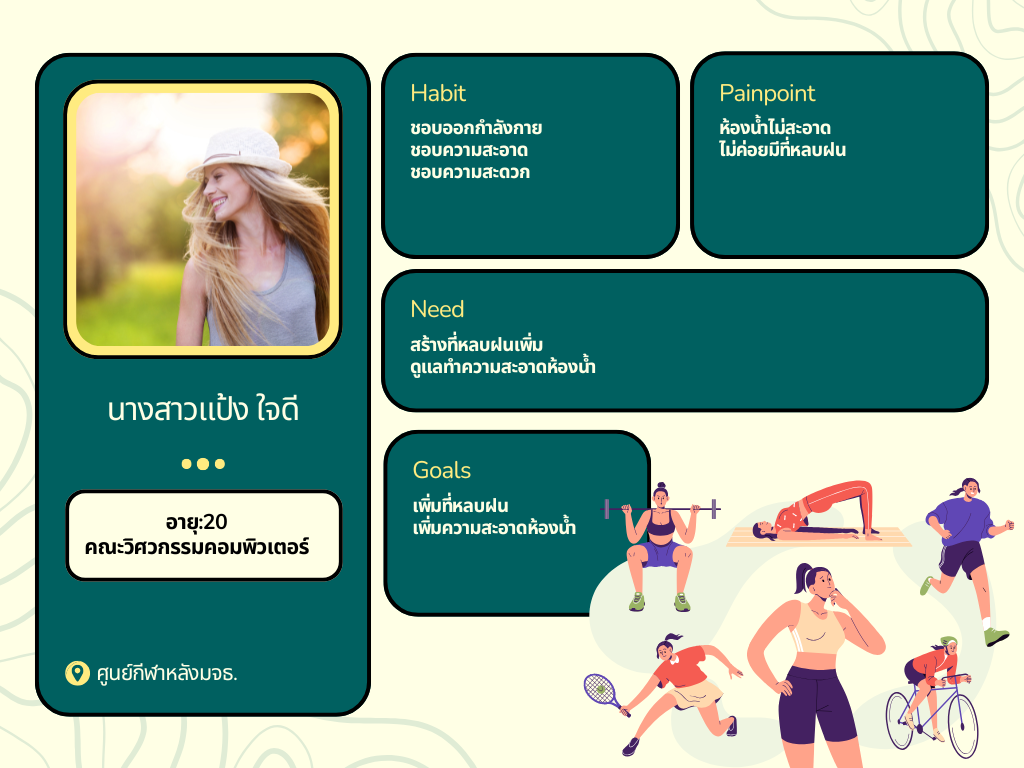 นางสาวแป้ง ใจดี
อายุ:20
คณะวิศวกรรมคอมพิวเตอร์
ศูนย์กีฬาหลังมจธ.
Habit
ชอบออกกำลังกาย
ชอบความสะอาด
ชอบความสะดวก
Painpoint
ห้องน้ำไม่สะอาด
ไม่ค่อยมีที่หลบฝน
Need
สร้างที่หลบฝนเพิ่ม
ดูแลทำความสะอาดห้องน้ำ
Goals
เพิ่มที่หลบฝน
เพิ่มความสะอาดห้องน้ำ